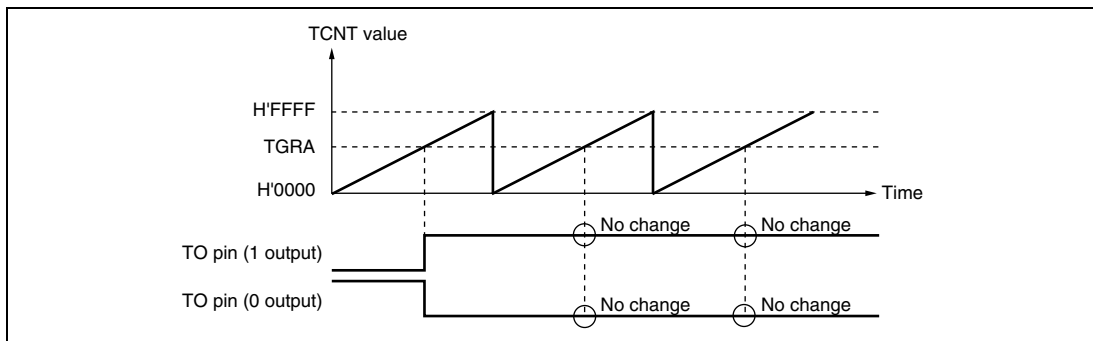 TCNT value
H'FFFF
TGRA
H'0000
Time
No change
No change
TO pin (1 output)
No change
No change
TO pin (0 output)